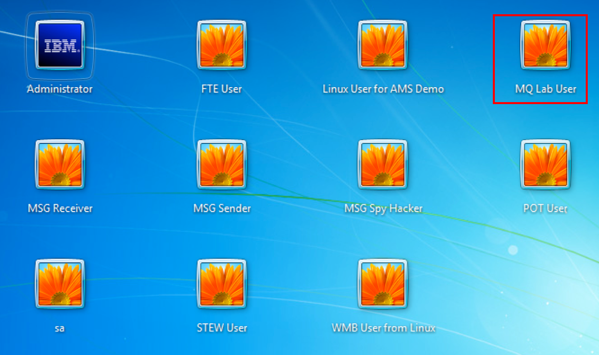 IBM.
Administrator
FTE User
Linux User for AMS Demo
MQ Lab User
MSG Receiver
MSG Sender
MSG Spy Hacker
POT User
sa
STEW User
WMB User from Linux